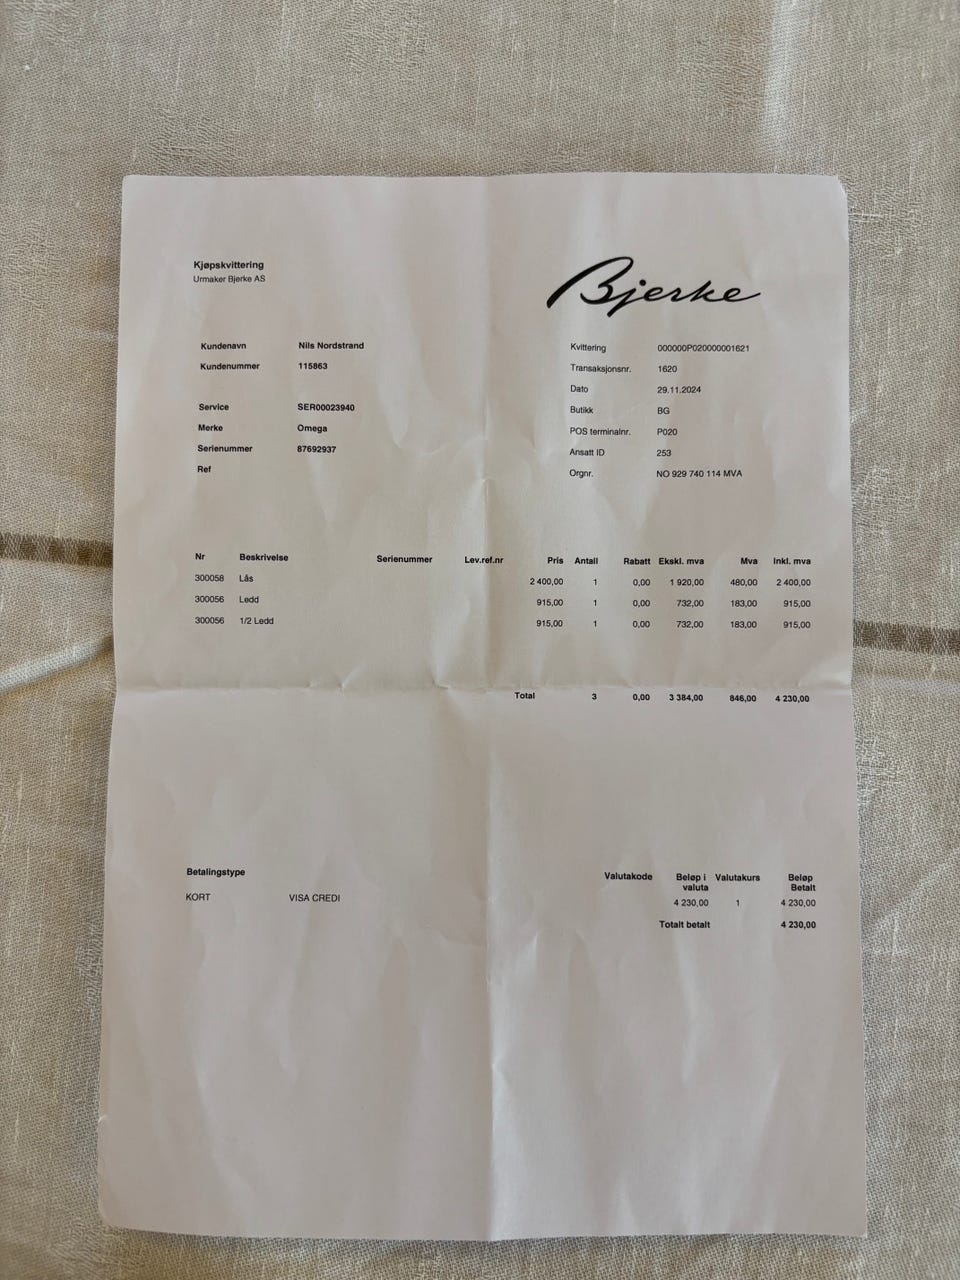 Kjøpskvittering
Urmaker Bjerke AS
Bjerke
Kundenavn Nils Nordstrand
Kundenummer 115863
Service SER00023940
Merke Omega
Serienummer 87692937
Ref
Kvittering 000000P020000001621
Transaksjonsnr. 1620
Dato 29.11.2024
Butikk BG
POS terminalnr. P020
Ansatt ID 253
Orgnr. NO 929 740 114 MVA
Nr Beskrivelse Serienummer Lev.ref.nr Pris Antall Rabatt Ekskl. mva Mva Inkl. mva
300058 Lås 2 400,00 1 0,00 1 920,00 480,00 2 400,00
300056 Ledd 915,00 1 0,00 732,00 183,00 915,00
300056 1/2 Ledd 915,00 1 0,00 732,00 183,00 915,00
Total 3 0,00 3 384,00 846,00 4 230,00
Betalingstype
KORT VISA CREDI
Valutakode Beløp i valuta Valutakurs Beløp Betalt
4 230,00 1 4 230,00
Totalt betalt 4 230,00